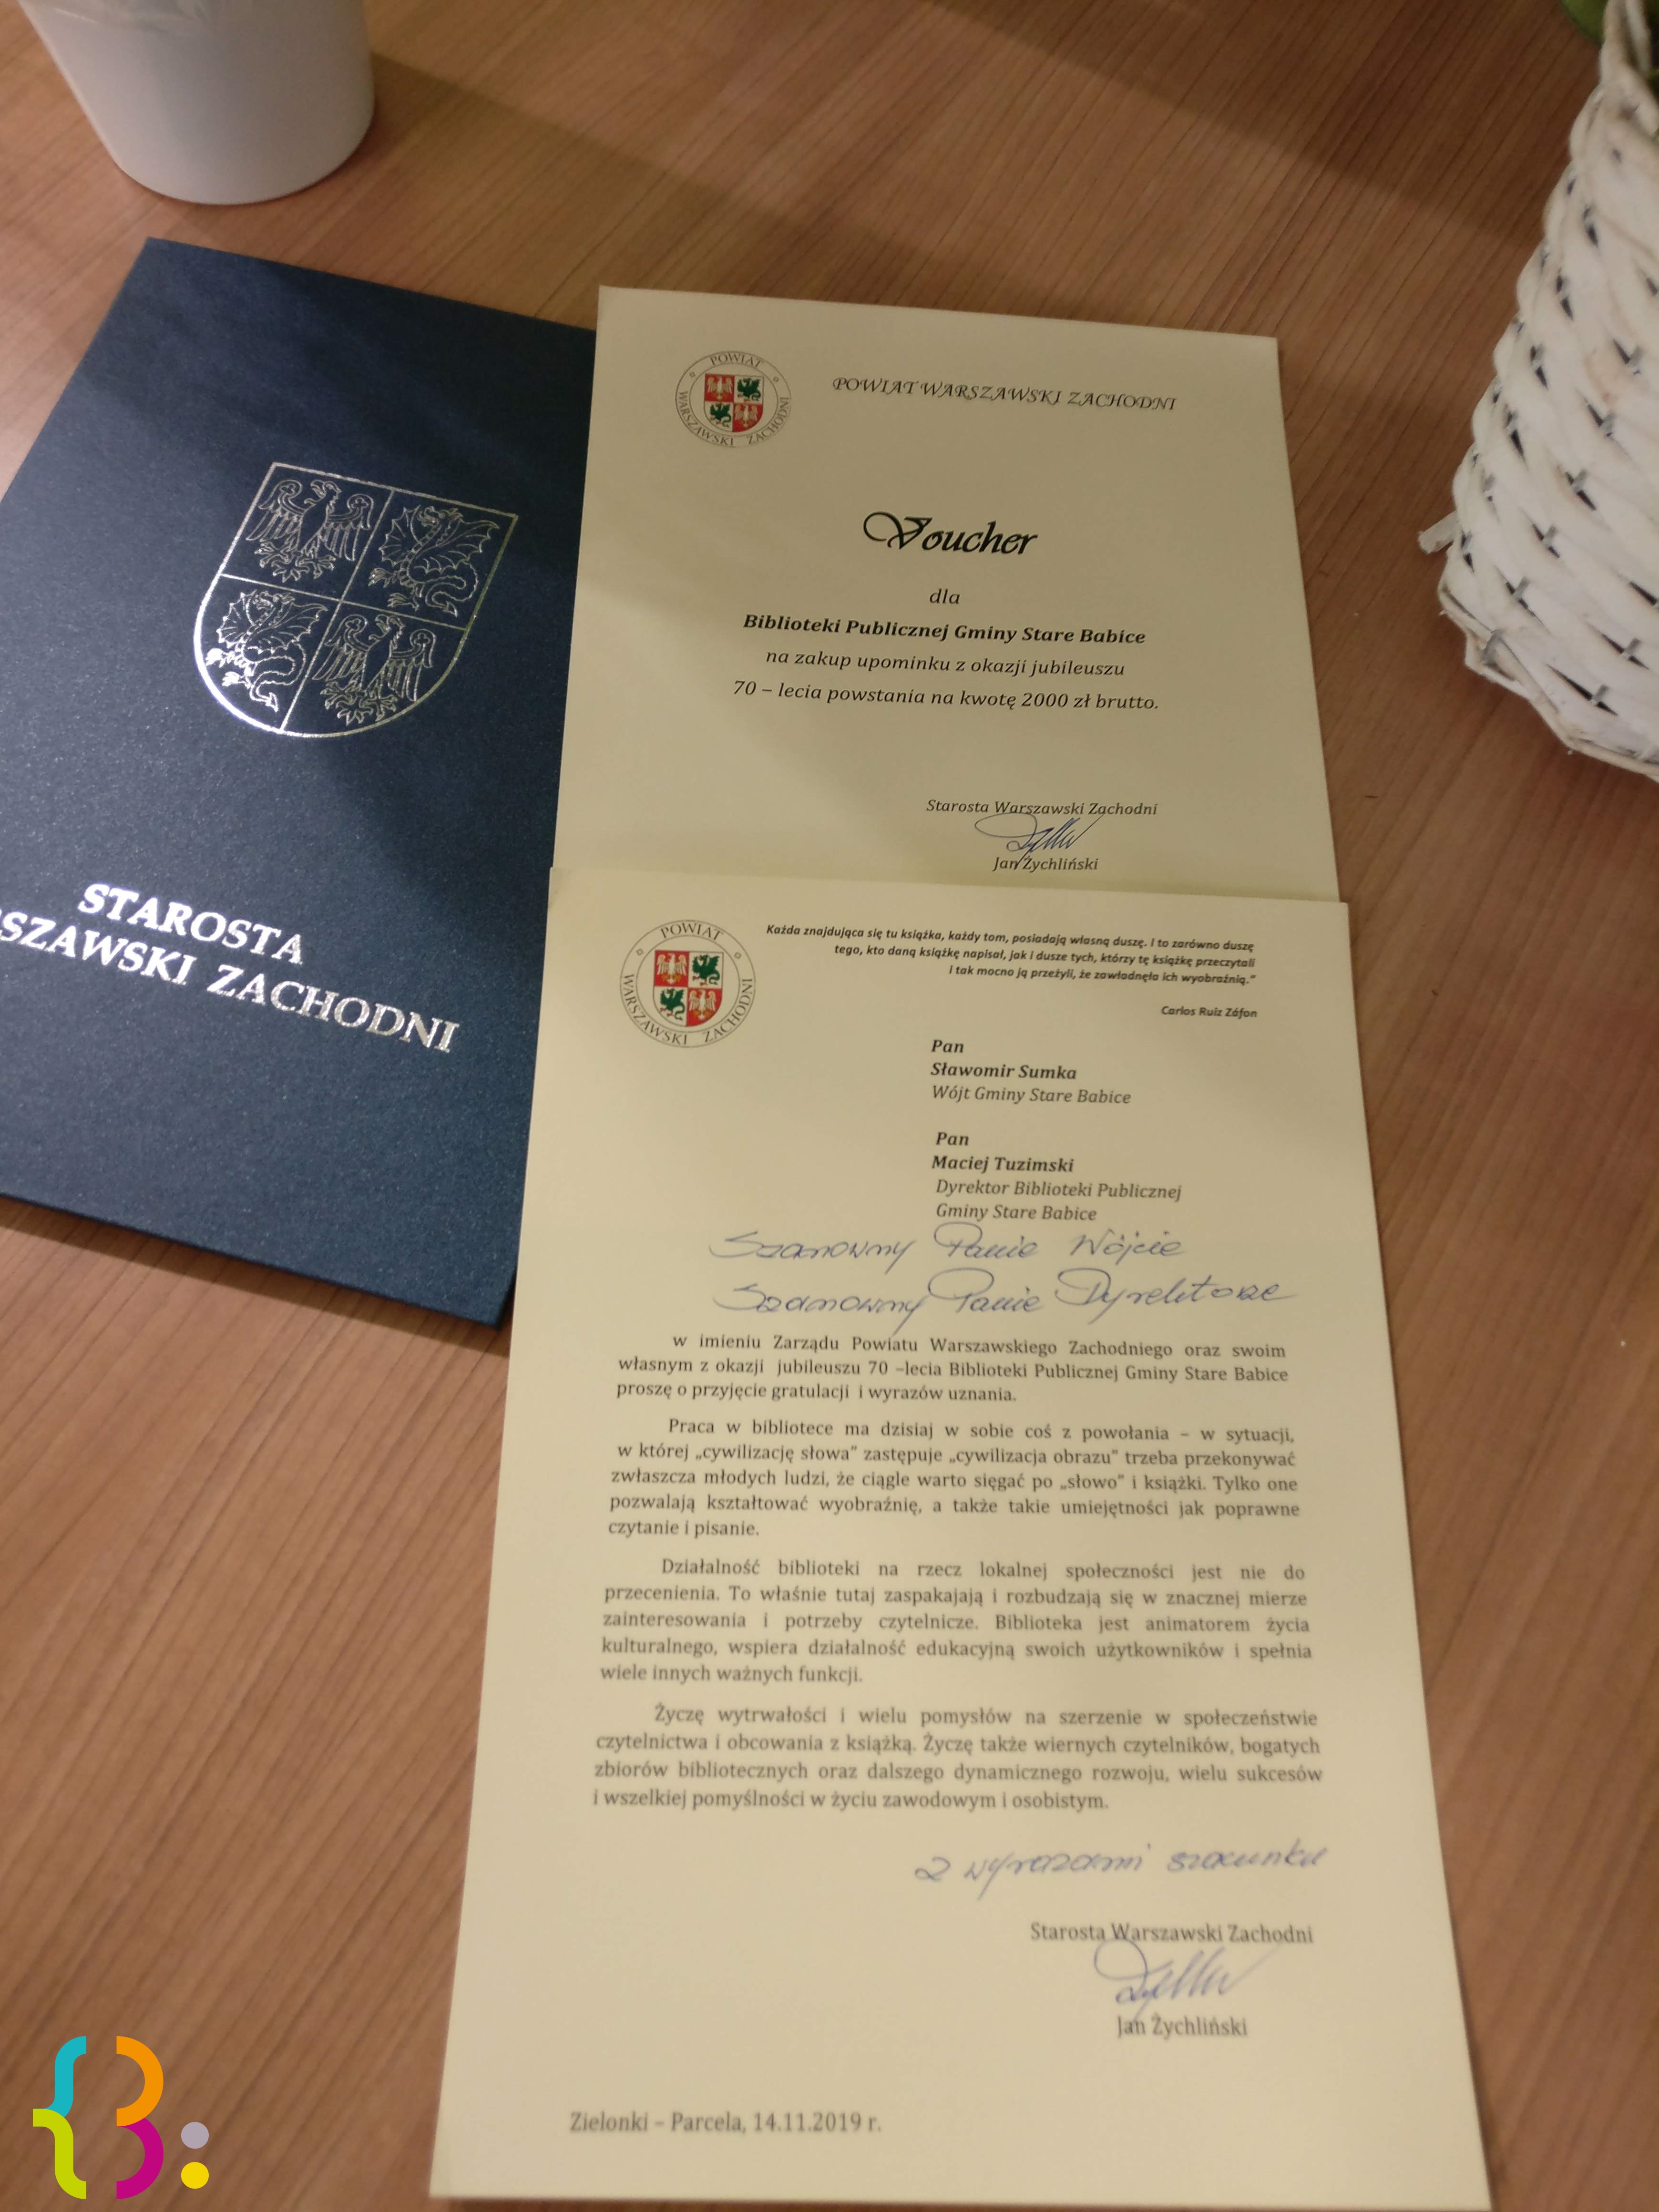 STAROSTA
SZAWSKI ZACHODNI
POWIAT
WARSZAWSKI ZACHODNI
POWIAT WARSZAWSKI ZACHODNI
Voucher
dla
Biblioteki Publicznej Gminy Stare Babice
na zakup upominku z okazji jubileuszu
70 – lecia powstania na kwotę 2000 zł brutto.
Starosta Warszawski Zachodni
Jan Żychliński
POWIAT
WARSZAWSKI ZACHODNI
Każda znajdująca się tu książka, każdy tom, posiadają własną duszę. I to zarówno duszę
tego, kto daną książkę napisał, jak i dusze tych, którzy tę książkę przeczytali
i tak mocno ją przeżyli, że zawładnęła ich wyobraźnią.”
Carlos Ruiz Záfon
Pan
Sławomir Sumka
Wójt Gminy Stare Babice
Pan
Maciej Tuzimski
Dyrektor Biblioteki Publicznej
Gminy Stare Babice
Szanowny Panie Wójcie
Szanowny Panie Dyrektorze
w imieniu Zarządu Powiatu Warszawskiego Zachodniego oraz swoim
własnym z okazji jubileuszu 70 –lecia Biblioteki Publicznej Gminy Stare Babice
proszę o przyjęcie gratulacji i wyrazów uznania.
Praca w bibliotece ma dzisiaj w sobie coś z powołania – w sytuacji,
w której „cywilizację słowa” zastępuje „cywilizacja obrazu” trzeba przekonywać
zwłaszcza młodych ludzi, że ciągle warto sięgać po „słowo” i książki. Tylko one
pozwalają kształtować wyobraźnię, a także takie umiejętności jak poprawne
czytanie i pisanie.
Działalność biblioteki na rzecz lokalnej społeczności jest nie do
przecenienia. To właśnie tutaj zaspakajają i rozbudzają się w znacznej mierze
zainteresowania i potrzeby czytelnicze. Biblioteka jest animatorem życia
kulturalnego, wspiera działalność edukacyjną swoich użytkowników i spełnia
wiele innych ważnych funkcji.
Życzę wytrwałości i wielu pomysłów na szerzenie w społeczeństwie
czytelnictwa i obcowania z książką. Życzę także wiernych czytelników, bogatych
zbiorów bibliotecznych oraz dalszego dynamicznego rozwoju, wielu sukcesów
i wszelkiej pomyślności w życiu zawodowym i osobistym.
z wyrazami szacunku
Starosta Warszawski Zachodni
Jan Żychliński
Zielonki – Parcela, 14.11.2019 r.